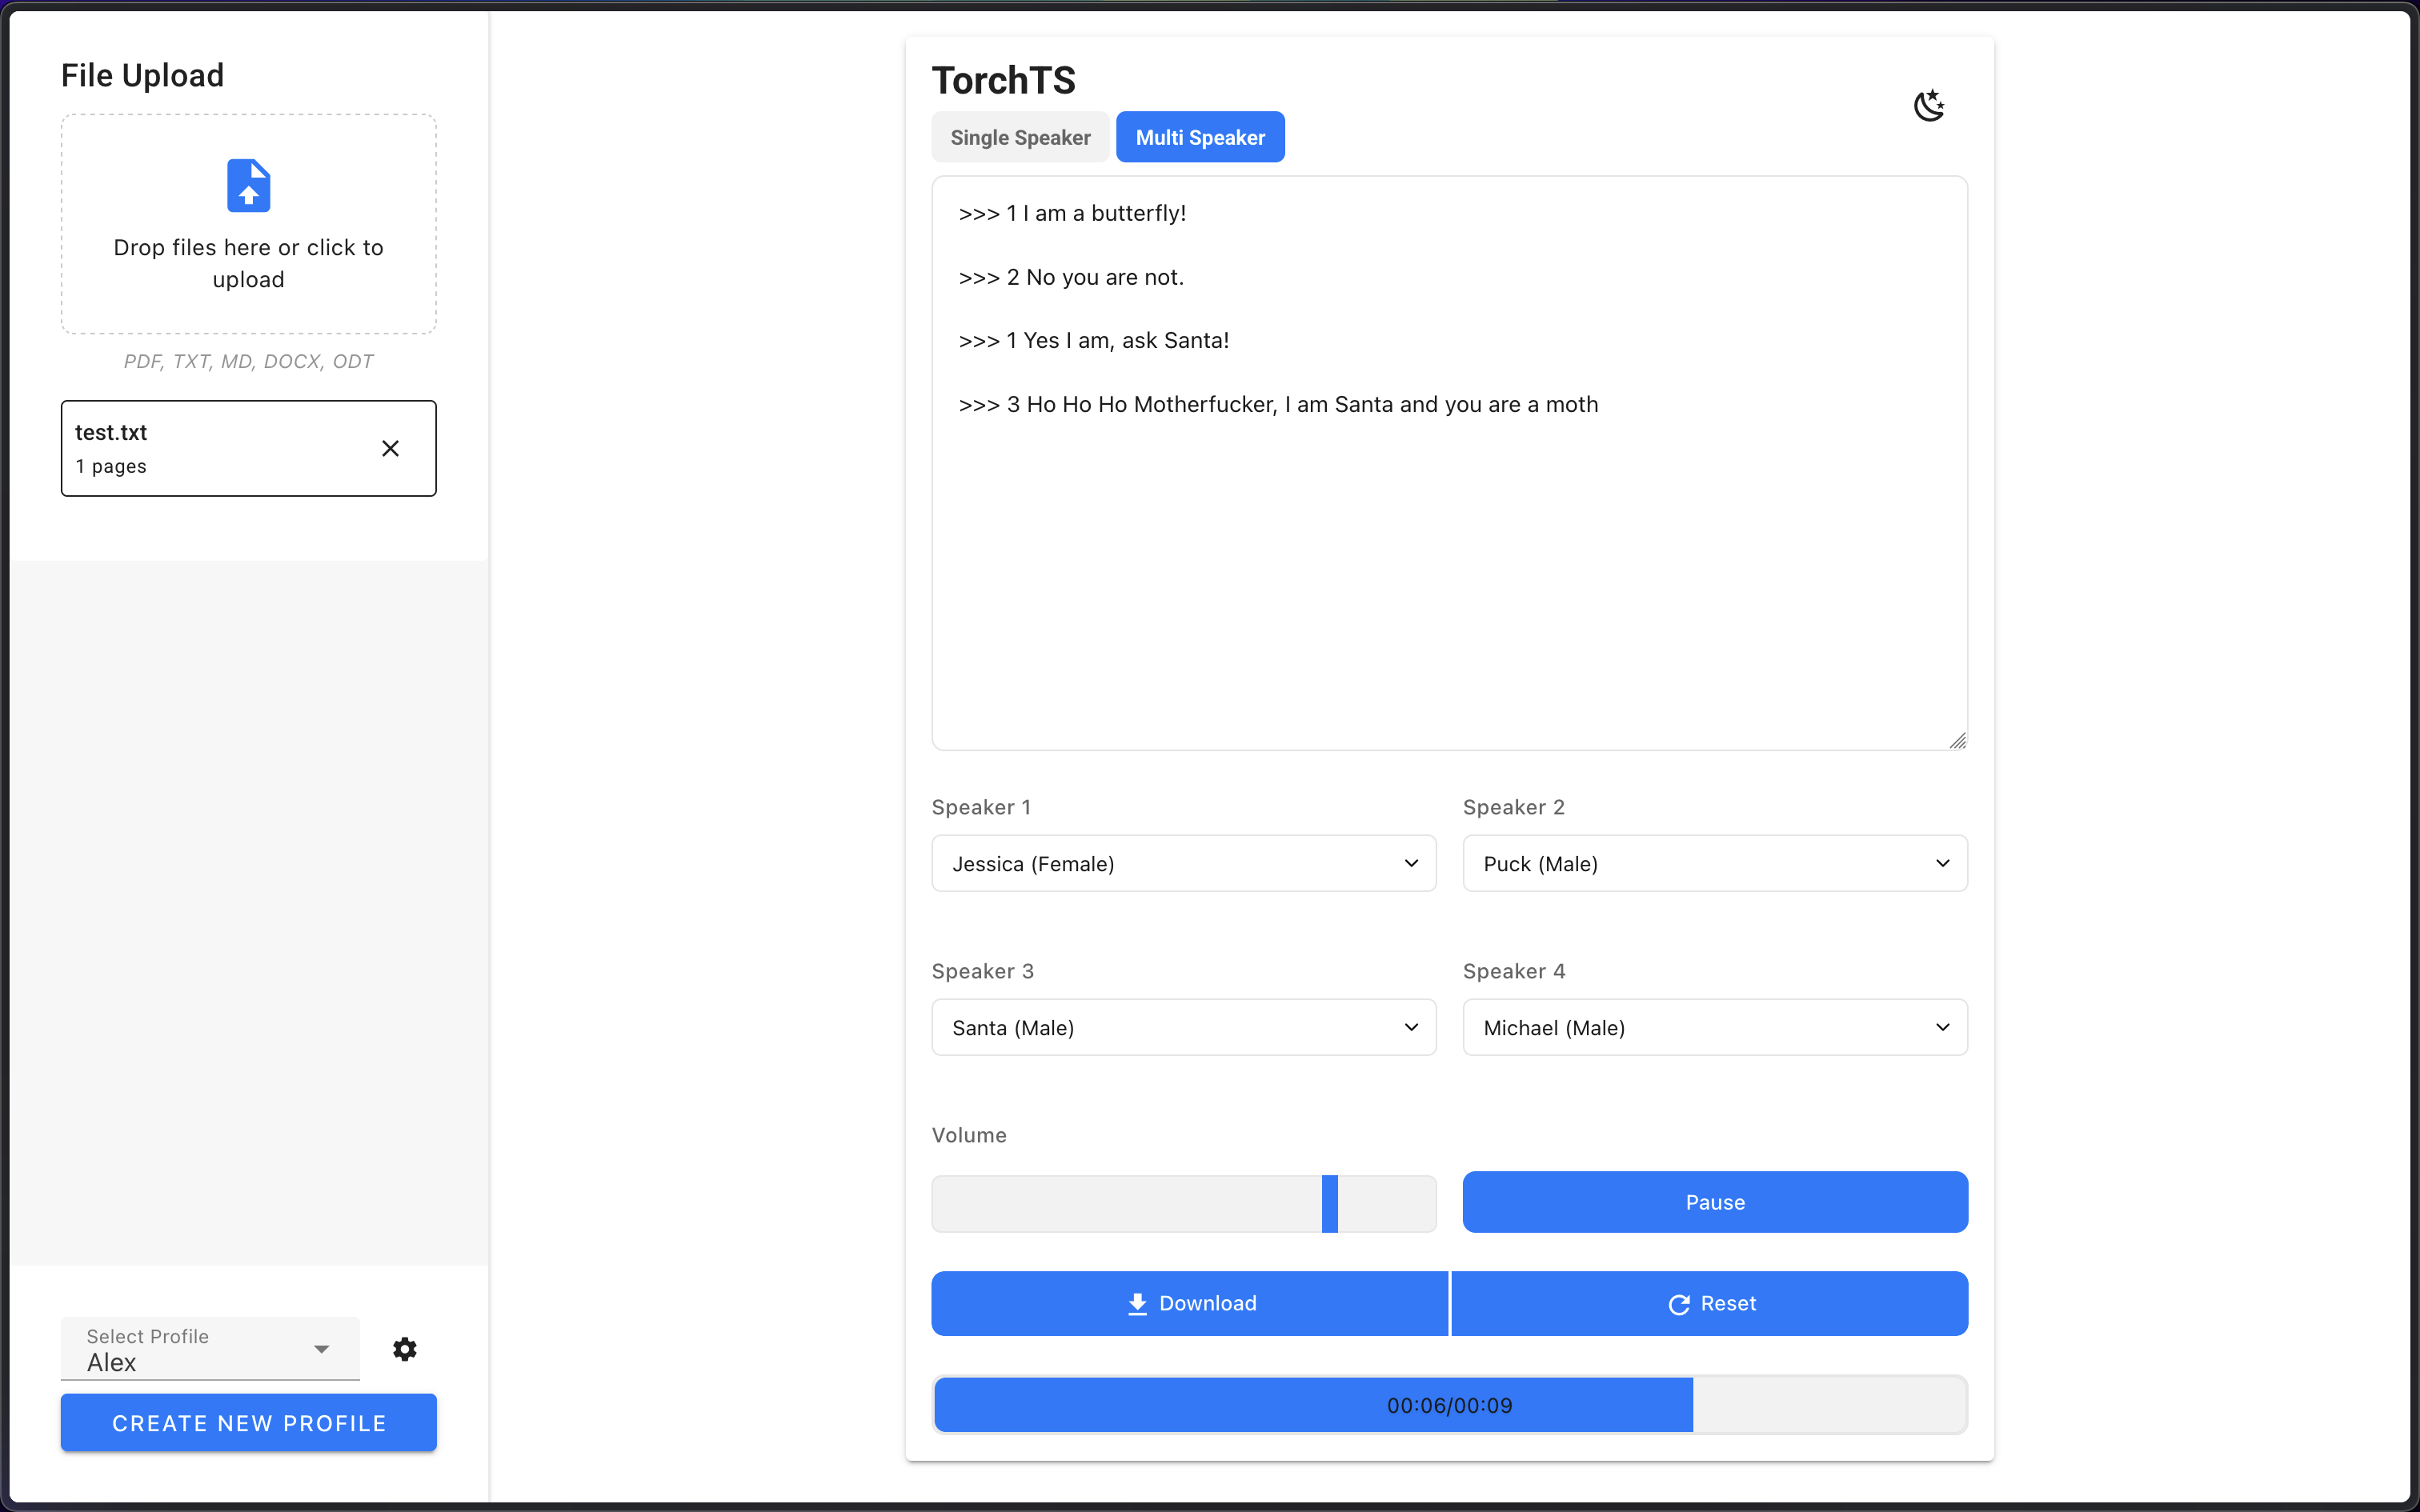 File Upload
Drop files here or click to
upload
PDF, TXT, MD, DOCX, ODT
test.txt
1 pages
Select Profile
Alex
CREATE NEW PROFILE
TorchTS
Single Speaker
Multi Speaker
>>> 1 I am a butterfly!
>>> 2 No you are not.
>>> 1 Yes I am, ask Santa!
>>> 3 Ho Ho Ho Motherfucker, I am Santa and you are a moth
Speaker 1
Speaker 2
Jessica (Female)
Puck (Male)
Speaker 3
Speaker 4
Santa (Male)
Michael (Male)
Volume
Pause
Download
Reset
00:06/00:09